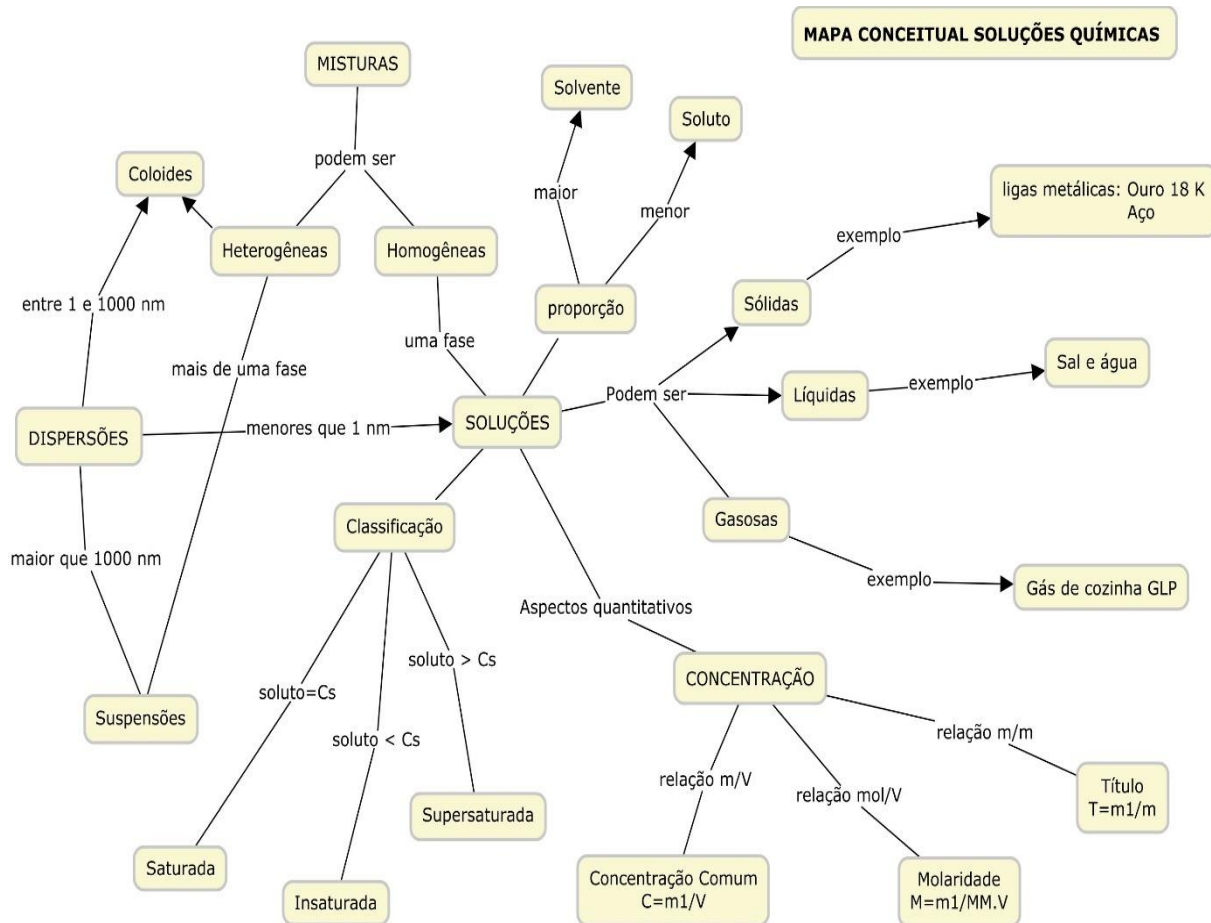 MAPA CONCEITUAL SOLUÇÕES QUÍMICAS
MISTURAS
podem ser
Heterogêneas
Homogêneas
Coloides
entre 1 e 1000 nm
mais de uma fase
uma fase
DISPERSÕES
menores que 1 nm
maior que 1000 nm
Suspensões
SOLUÇÕES
proporção
maior
menor
Solvente
Soluto
Podem ser
Sólidas
exemplo
ligas metálicas: Ouro 18 K
Aço
Líquidas
exemplo
Sal e água
Gasosas
exemplo
Gás de cozinha GLP
Classificação
soluto=Cs
soluto < Cs
soluto > Cs
Saturada
Insaturada
Supersaturada
Aspectos quantitativos
CONCENTRAÇÃO
relação m/V
relação mol/V
relação m/m
Concentração Comum
C=m1/V
Molaridade
M=m1/MM.V
Título
T=m1/m